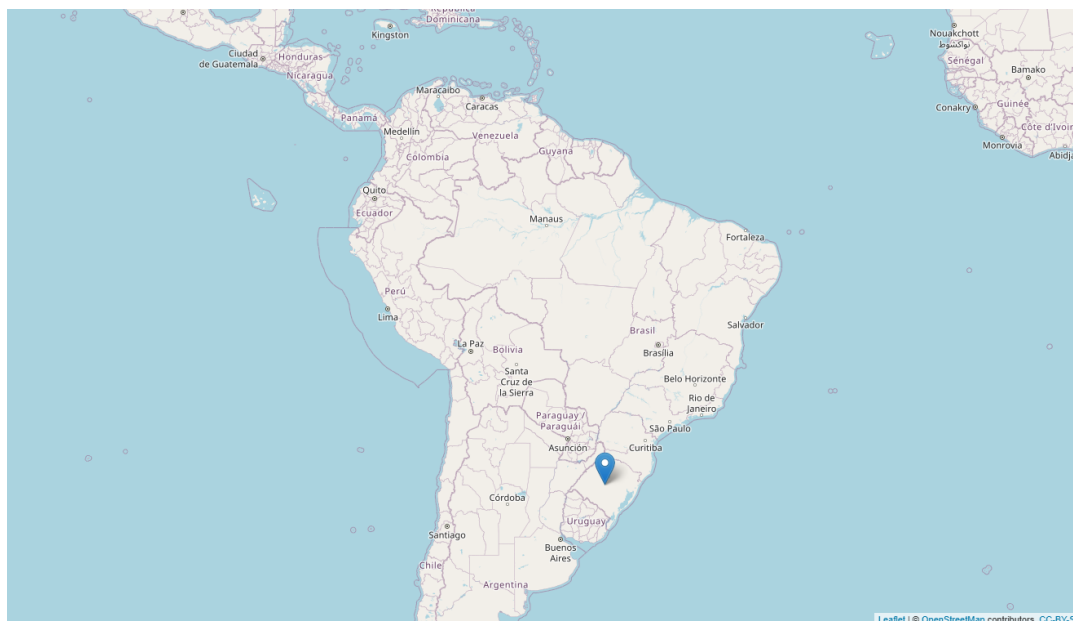 República
Dominicana
Kingston
Nouakchott
نواكشوط
Ciudad
de Guatemala
Honduras
Sénégal
Bamako
Nicaragua
Maracaibo
Caracas
Conakry
Guinée
Panamá
Medellín
Venezuela
Côte d'Ivoi
Guyana
Monrovia
Colombia
Abidja
Quito
Ecuador
Manaus
Fortaleza
Perú
Lima
Salvador
Brasil
La Paz
Bolivia
Brasília
Santa
Cruz de
la Sierra
Belo Horizonte
Rio de
Janeiro
Paraguay /
Paraguái
São Paulo
Asunción
Curitiba
Córdoba
Uruguay
Santiago
Buenos
Aires
Chile
Argentina
Leaflet | © OpenStreetMap contributors, CC-BY-S